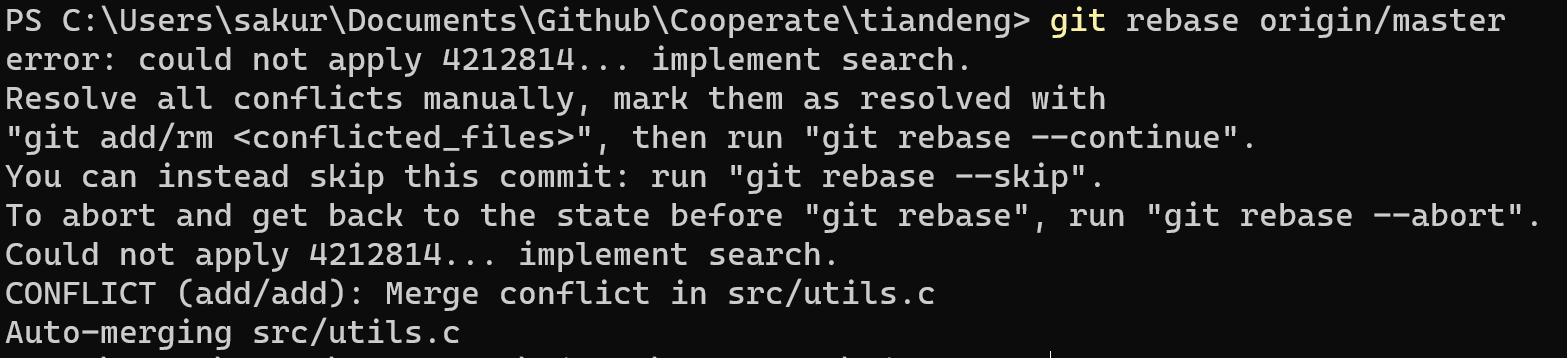 PS C:\Users\sakur\Documents\Github\Cooperate\tiandeng> git rebase origin/master
error: could not apply 4212814... implement search.
Resolve all conflicts manually, mark them as resolved with
"git add/rm <conflicted_files>", then run "git rebase --continue".
You can instead skip this commit: run "git rebase --skip".
To abort and get back to the state before "git rebase", run "git rebase --abort".
Could not apply 4212814... implement search.
CONFLICT (add/add): Merge conflict in src/utils.c
Auto-merging src/utils.c